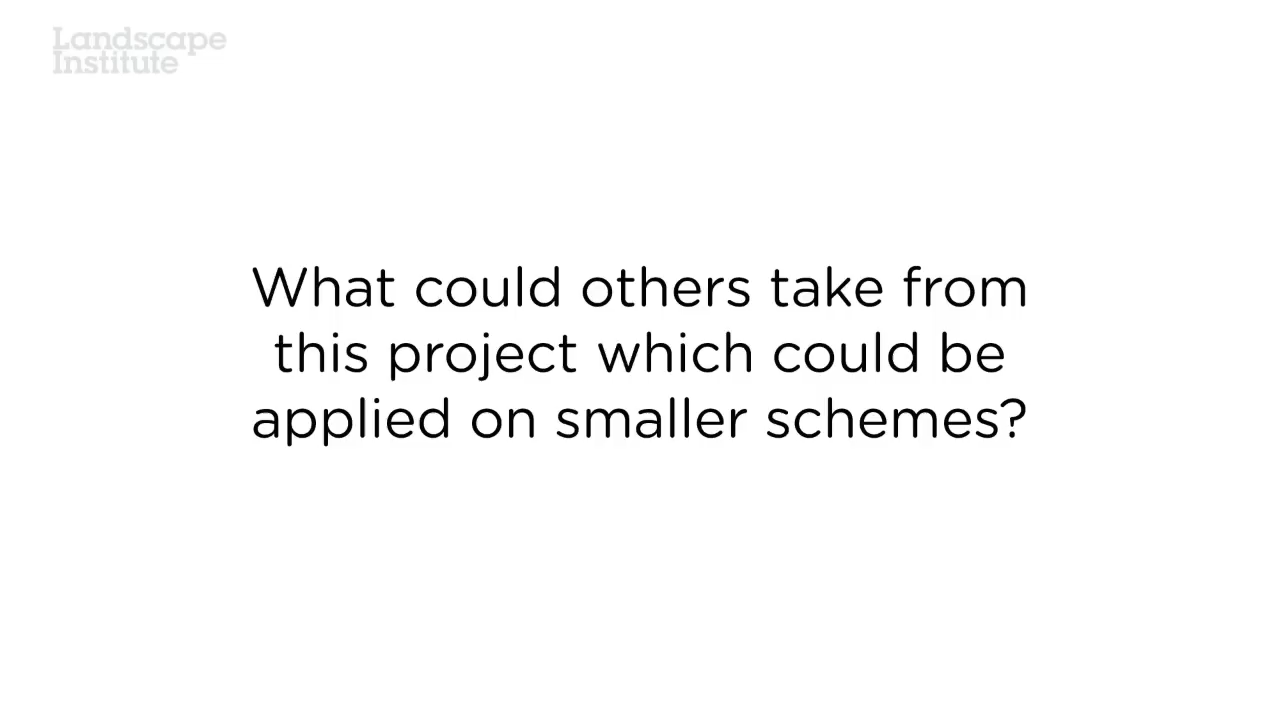 Landscape
Institute
What could others take from
this project which could be
applied on smaller schemes?